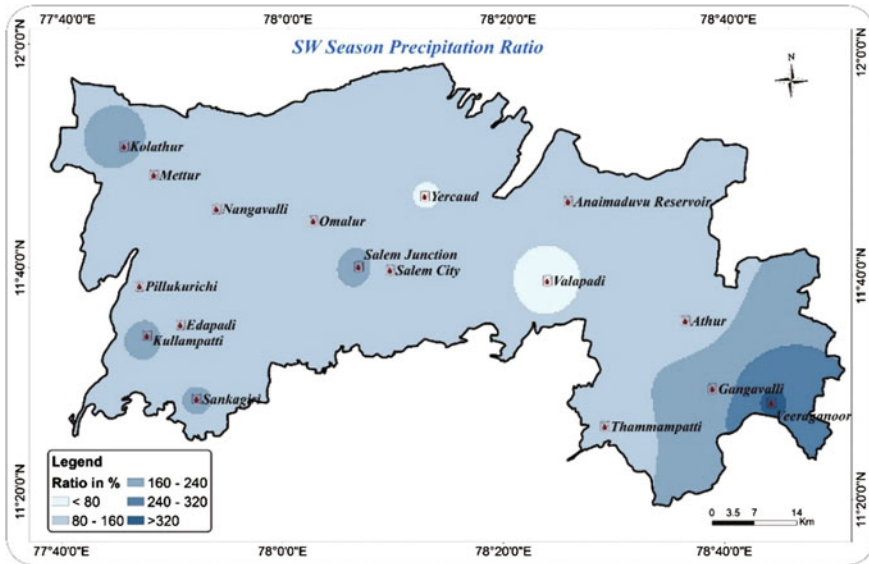 77°40'0"E 78°0'0"E 78°20'0"E 78°40'0"E
12°0'0"N
SW Season Precipitation Ratio
N
12°0'0"N
Kolathur
Mettur
Nangavalli
Omalur
Yercaud
Anaimaduvu Reservoir
11°40'0"N
Salem Junction
Salem City
Valapadi
11°40'0"N
Pillukurichi
Edapadi
Kullampatti
Athur
Sankagiri
Gangavalli
Veeraganoor
Thammampatti
11°20'0"N
Legend
Ratio in %
< 80
80 - 160
160 - 240
240 - 320
>320
0 3.5 7 14
Km
11°20'0"N
77°40'0"E 78°0'0"E 78°20'0"E 78°40'0"E